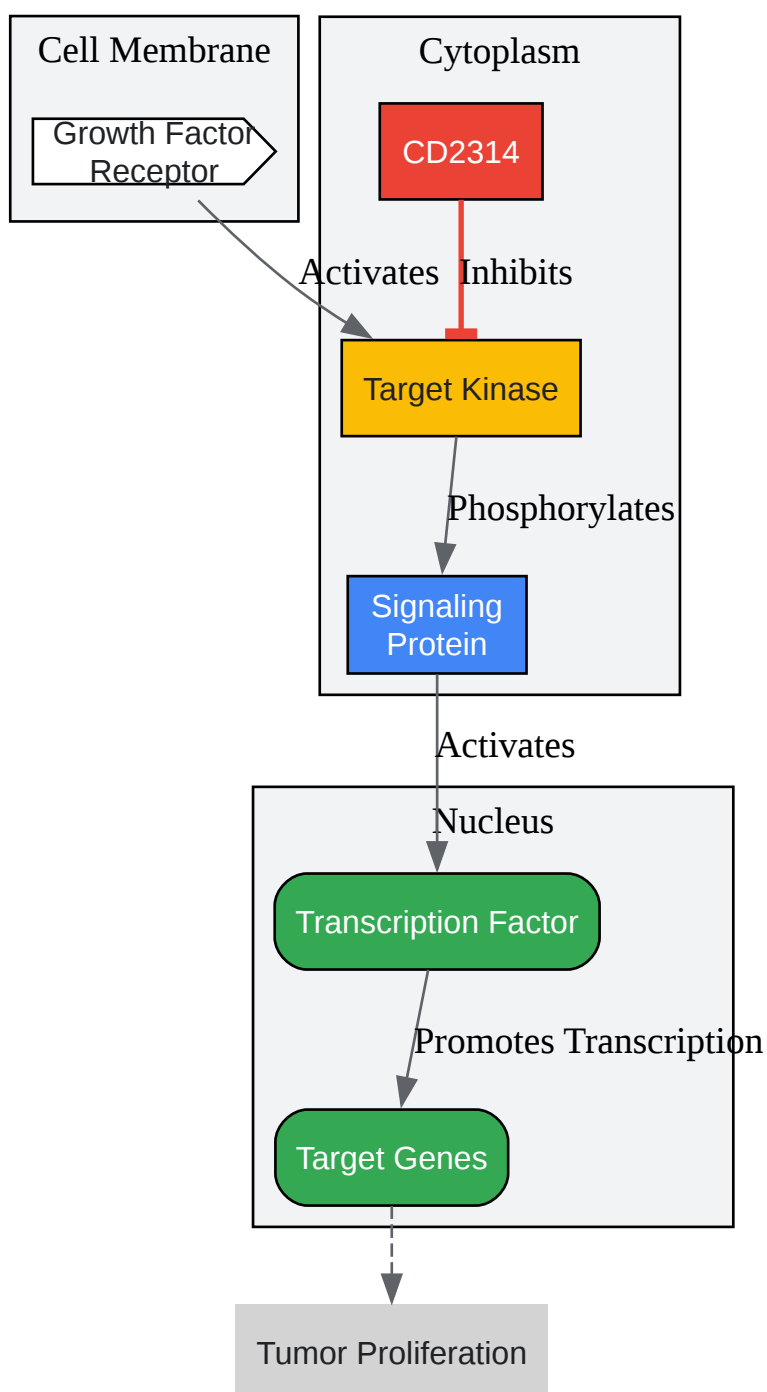 Cell Membrane
Growth Factor
Receptor
Cytoplasm
CD2314
Activates
Inhibits
Target Kinase
Phosphorylates
Signaling
Protein
Activates
Nucleus
Transcription Factor
Promotes Transcription
Target Genes
Tumor Proliferation